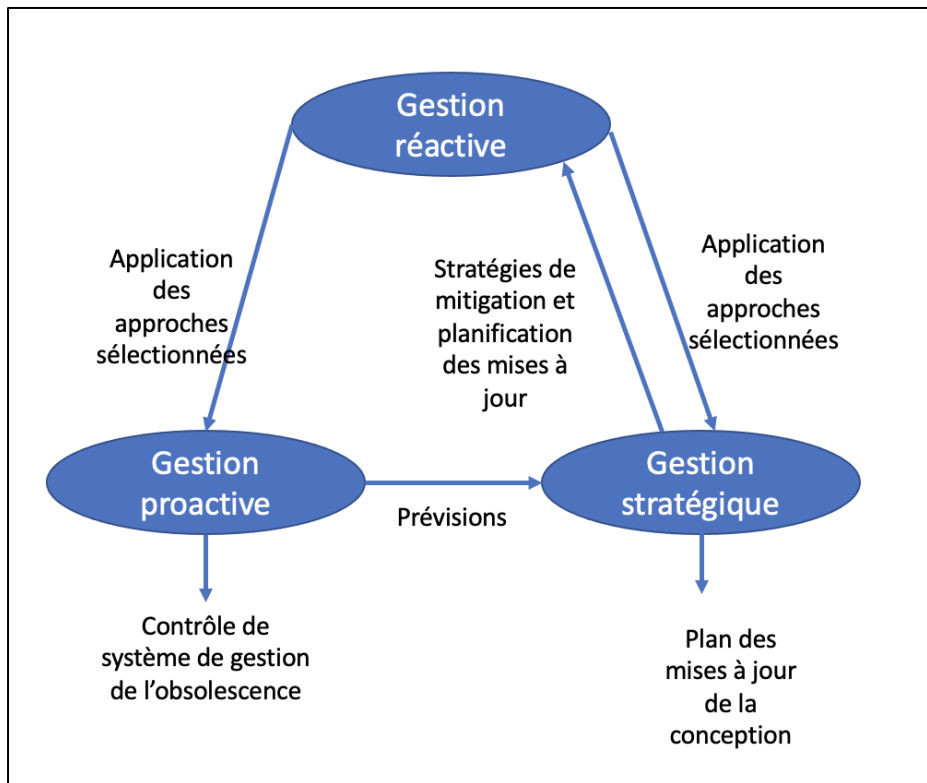 Gestion
réactive
Application
des
approches
sélectionnées
Stratégies de
mitigation et
planification
des mises à
jour
Application
des
approches
sélectionnées
Gestion
proactive
Prévisions
Gestion
stratégique
Contrôle de
système de gestion
de l’obsolescence
Plan des
mises à jour
de la
conception